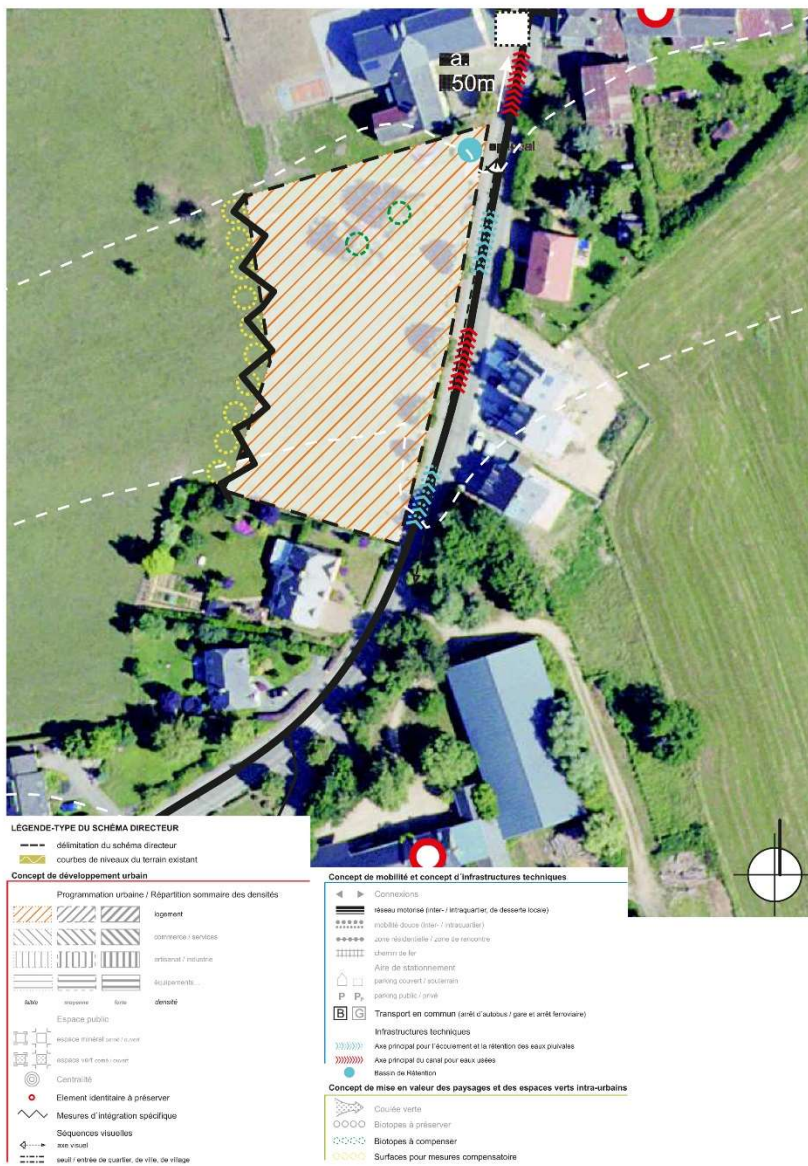 a.
50m
optional
LÉGENDE-TYPE DU SCHÉMA DIRECTEUR
délimitation du schéma directeur
courbes de niveaux du terrain existant
Concept de développement urbain
Programmation urbaine / Répartition sommaire des densités
logement
commerce / services
artisanat / industrie
équipements...
faible moyenne forte densité
Espace public
espace minéral
espace vert
Centralité
Element identitaire à préserver
Mesures d´intégration spécifique
Séquences visuelles
axe visuel
seuil / entrée de quartier, de ville, de village
Concept de mobilité et concept d´infrastructures techniques
Connexions
réseau motorisé (inter- / intraquartier, de desserte locale)
mobilité douce (inter- / intraquartier)
zone résidentielle / zone de rencontre
chemin de fer
Aire de stationnement
parking couvert / souterrain
P Pr parking public / privé
B G Transport en commun (arrêt d´autobus / gare et arrêt ferroviaire)
Infrastructures techniques
Axe principal pour l´écoulement et la rétention des eaux pluviales
Axe principal du canal pour eaux usées
Bassin de Rétention
Concept de mise en valeur des paysages et des espaces verts intra-urbains
Coulée verte
Biotopes à préserver
Biotopes à compenser
Surfaces pour mesures compensatoire